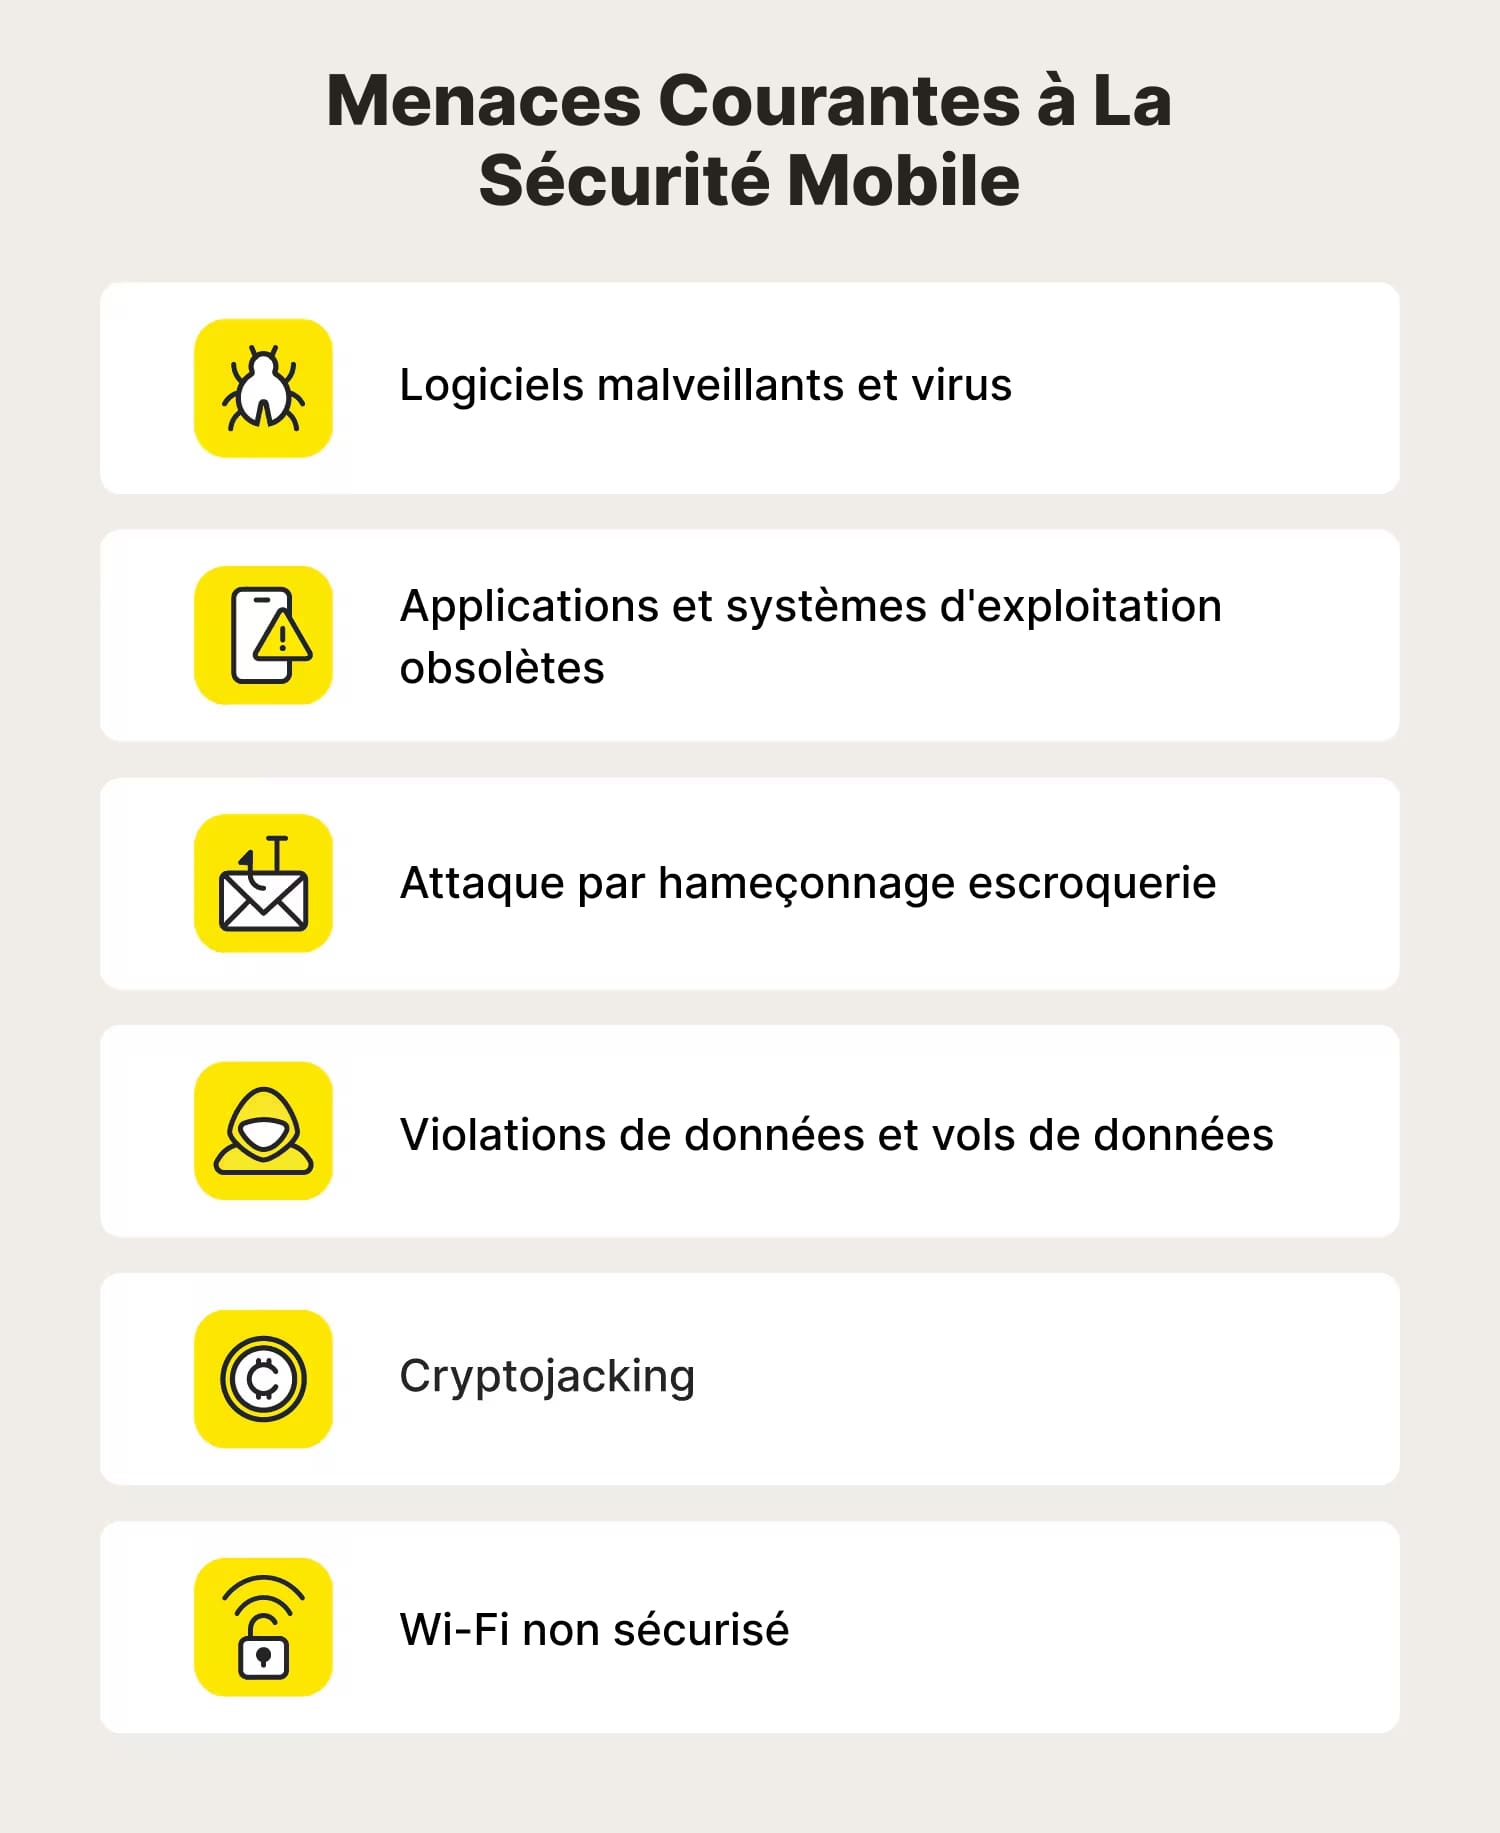 Menaces Courantes à La
Sécurité Mobile
Logiciels malveillants et virus
Applications et systèmes d'exploitation
obsolètes
Attaque par hameçonnage escroquerie
Violations de données et vols de données
Cryptojacking
Wi-Fi non sécurisé